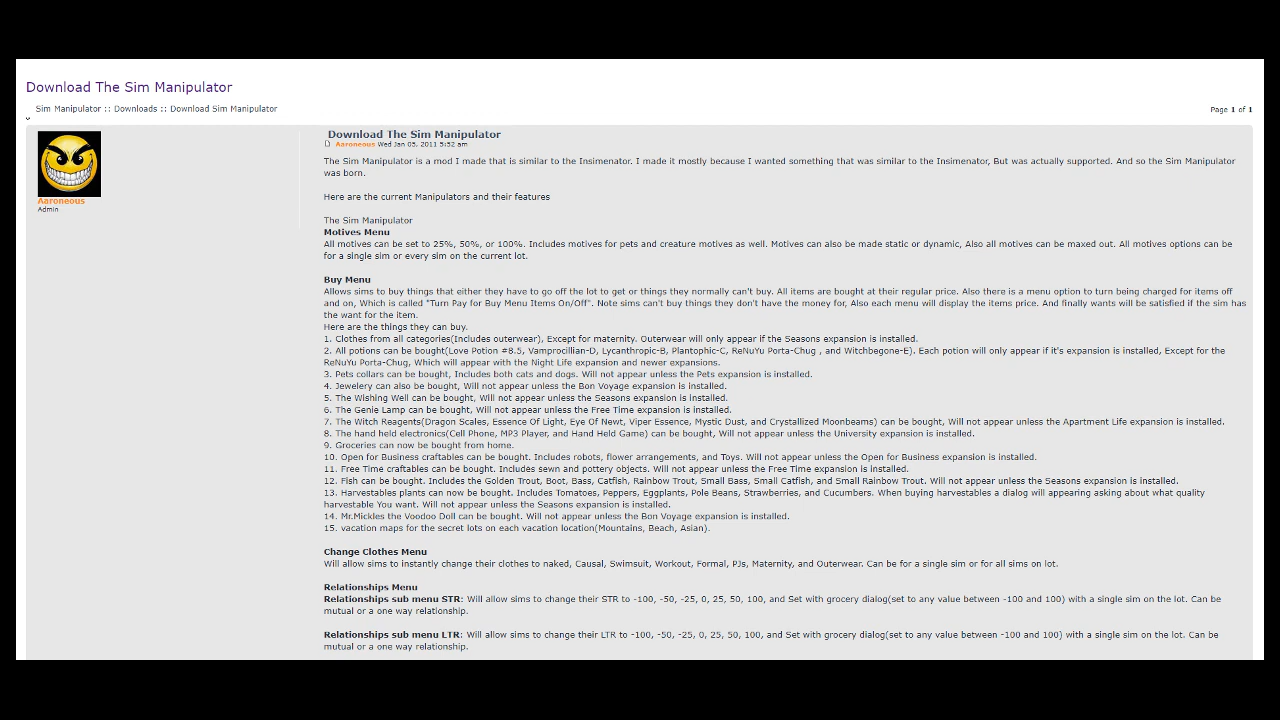 Download The Sim Manipulator
Sim Manipulator :: Downloads :: Download Sim Manipulator
Page 1 of 1
Download The Sim Manipulator
Aaroneous Wed Jan 05, 2011 5:52 am
Aaroneous
Admin
The Sim Manipulator is a mod I made that is similar to the Insimenator. I made it mostly because I wanted something that was similar to the Insimenator, But was actually supported. And so the Sim Manipulator
was born.
Here are the current Manipulators and their features
The Sim Manipulator
Motives Menu
All motives can be set to 25%, 50%, or 100%. Includes motives for pets and creature motives as well. Motives can also be made static or dynamic, Also all motives can be maxed out. All motives options can be
for a single sim or every sim on the current lot.
Buy Menu
Allows sims to buy things that either they have to go off the lot to get or things they normally can't buy. All items are bought at their regular price. Also there is a menu option to turn being charged for items off
and on, Which is called "Turn Pay for Buy Menu Items On/Off". Note sims can't buy things they don't have the money for, Also each menu will display the items price. And finally wants will be satisfied if the sim has
the want for the item.
Here are the things they can buy.
1. Clothes from all categories(Includes outerwear), Except for maternity. Outerwear will only appear if the Seasons expansion is installed.
2. All potions can be bought(Love Potion #8.5, Vamprocillian-D, Lycanthropic-B, Plantophic-C, ReNuYu Porta-Chug , and Witchbegone-E). Each potion will only appear if it's expansion is installed, Except for the
ReNuYu Porta-Chug, Which will appear with the Night Life expansion and newer expansions.
3. Pets collars can be bought, Includes both cats and dogs. Will not appear unless the Pets expansion is installed.
4. Jewelery can also be bought, Will not appear unless the Bon Voyage expansion is installed.
5. The Wishing Well can be bought, Will not appear unless the Seasons expansion is installed.
6. The Genie Lamp can be bought, Will not appear unless the Free Time expansion is installed.
7. The Witch Reagents(Dragon Scales, Essence Of Light, Eye Of Newt, Viper Essence, Mystic Dust, and Crystallized Moonbeams) can be bought, Will not appear unless the Apartment Life expansion is installed.
8. The hand held electronics(Cell Phone, MP3 Player, and Hand Held Game) can be bought, Will not appear unless the University expansion is installed.
9. Groceries can now be bought from home.
10. Open for Business craftables can be bought. Includes robots, flower arrangements, and Toys. Will not appear unless the Open for Business expansion is installed.
11. Free Time craftables can be bought. Includes sewn and pottery objects. Will not appear unless the Free Time expansion is installed.
12. Fish can be bought. Includes the Golden Trout, Boot, Bass, Catfish, Rainbow Trout, Small Bass, Small Catfish, and Small Rainbow Trout. Will not appear unless the Seasons expansion is installed.
13. Harvestables plants can now be bought. Includes Tomatoes, Peppers, Eggplants, Pole Beans, Strawberries, and Cucumbers. When buying harvestables a dialog will appearing asking about what quality
harvestable You want. Will not appear unless the Seasons expansion is installed.
14. Mr.Mickles the Voodoo Doll can be bought. Will not appear unless the Bon Voyage expansion is installed.
15. vacation maps for the secret lots on each vacation location(Mountains, Beach, Asian).
Change Clothes Menu
Will allow sims to instantly change their clothes to naked, Causal, Swimsuit, Workout, Formal, PJs, Maternity, and Outerwear. Can be for a single sim or for all sims on lot.
Relationships Menu
Relationships sub menu STR: Will allow sims to change their STR to -100, -50, -25, 0, 25, 50, 100, and Set with grocery dialog(set to any value between -100 and 100) with a single sim on the lot. Can be
mutual or a one way relationship.
Relationships sub menu LTR: Will allow sims to change their LTR to -100, -50, -25, 0, 25, 50, 100, and Set with grocery dialog(set to any value between -100 and 100) with a single sim on the lot. Can be
mutual or a one way relationship.